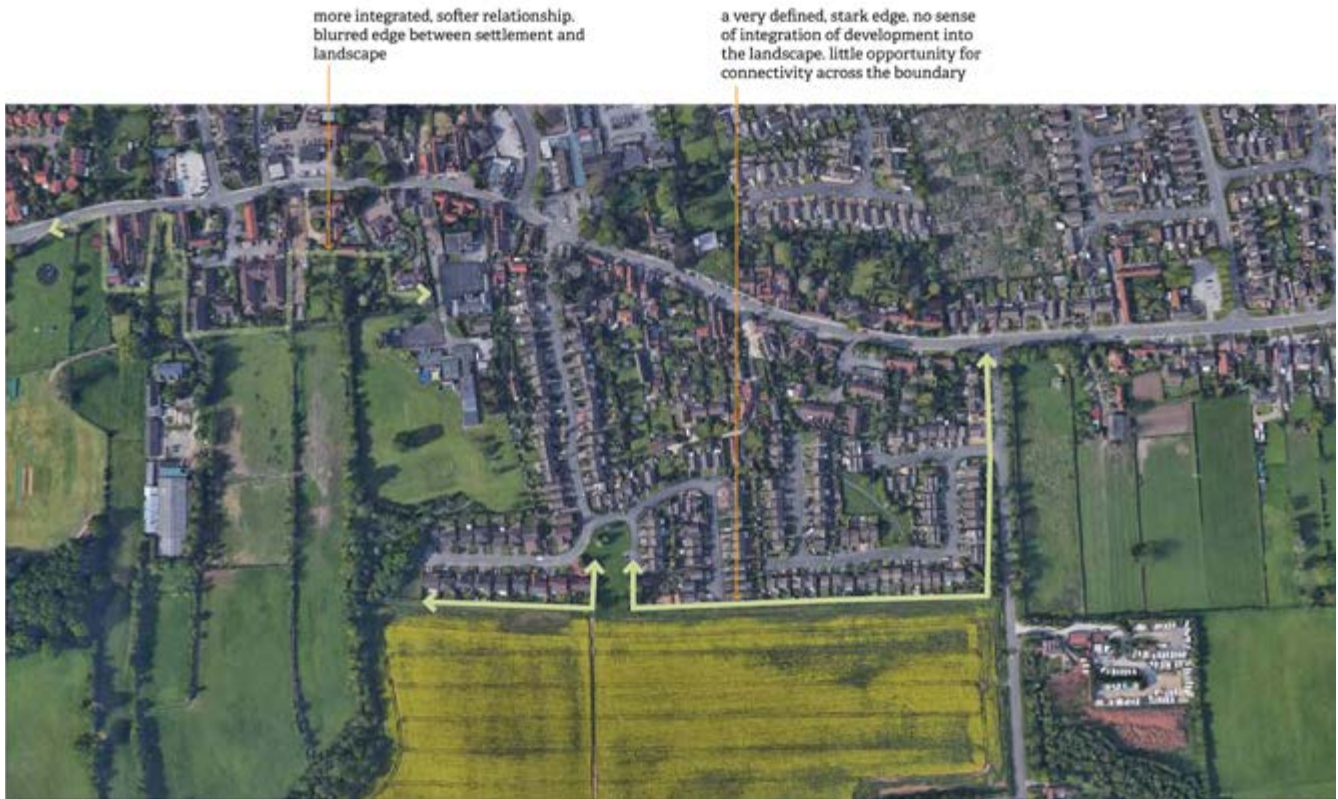 more integrated, softer relationship.
blurred edge between settlement and
landscape
a very defined, stark edge. no sense
of integration of development into
the landscape. little opportunity for
connectivity across the boundary